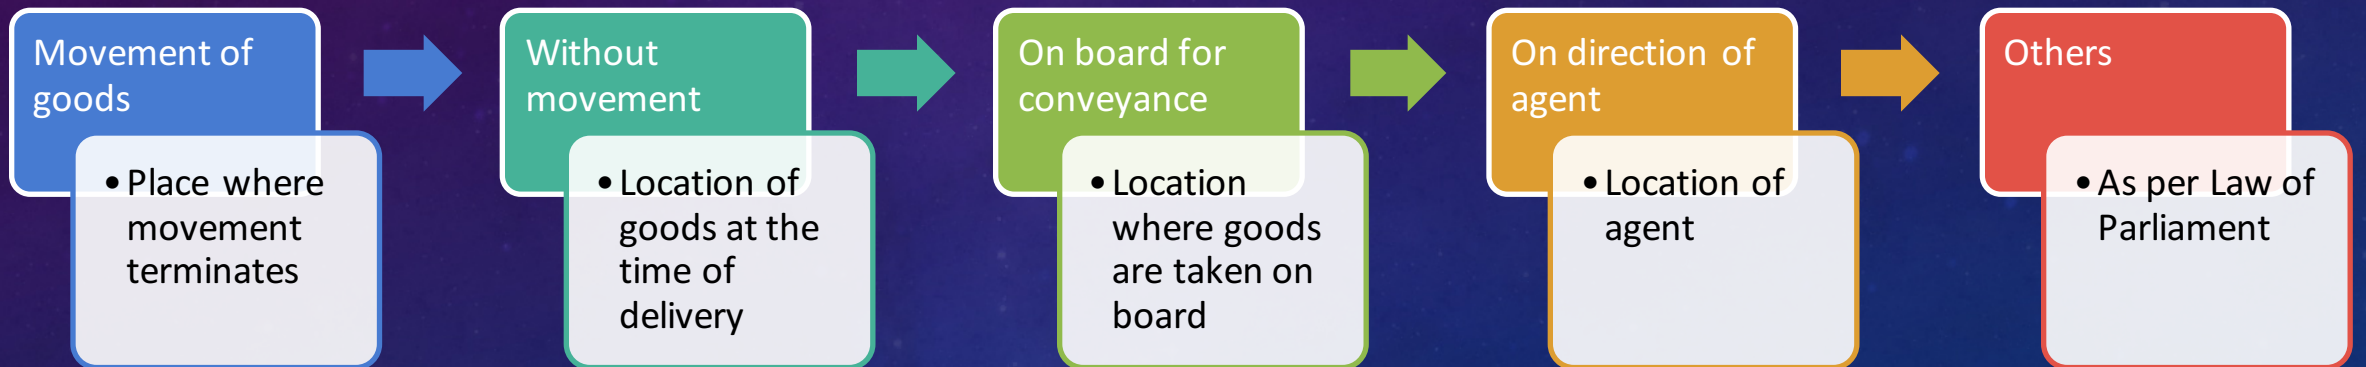 Movement of
goods
• Place where
movement
terminates
Without
movement
• Location of
goods at the
time of
delivery
On board for
conveyance
• Location
where goods
are taken on
board
On direction of
agent
• Location of
agent
Others
• As per Law of
Parliament